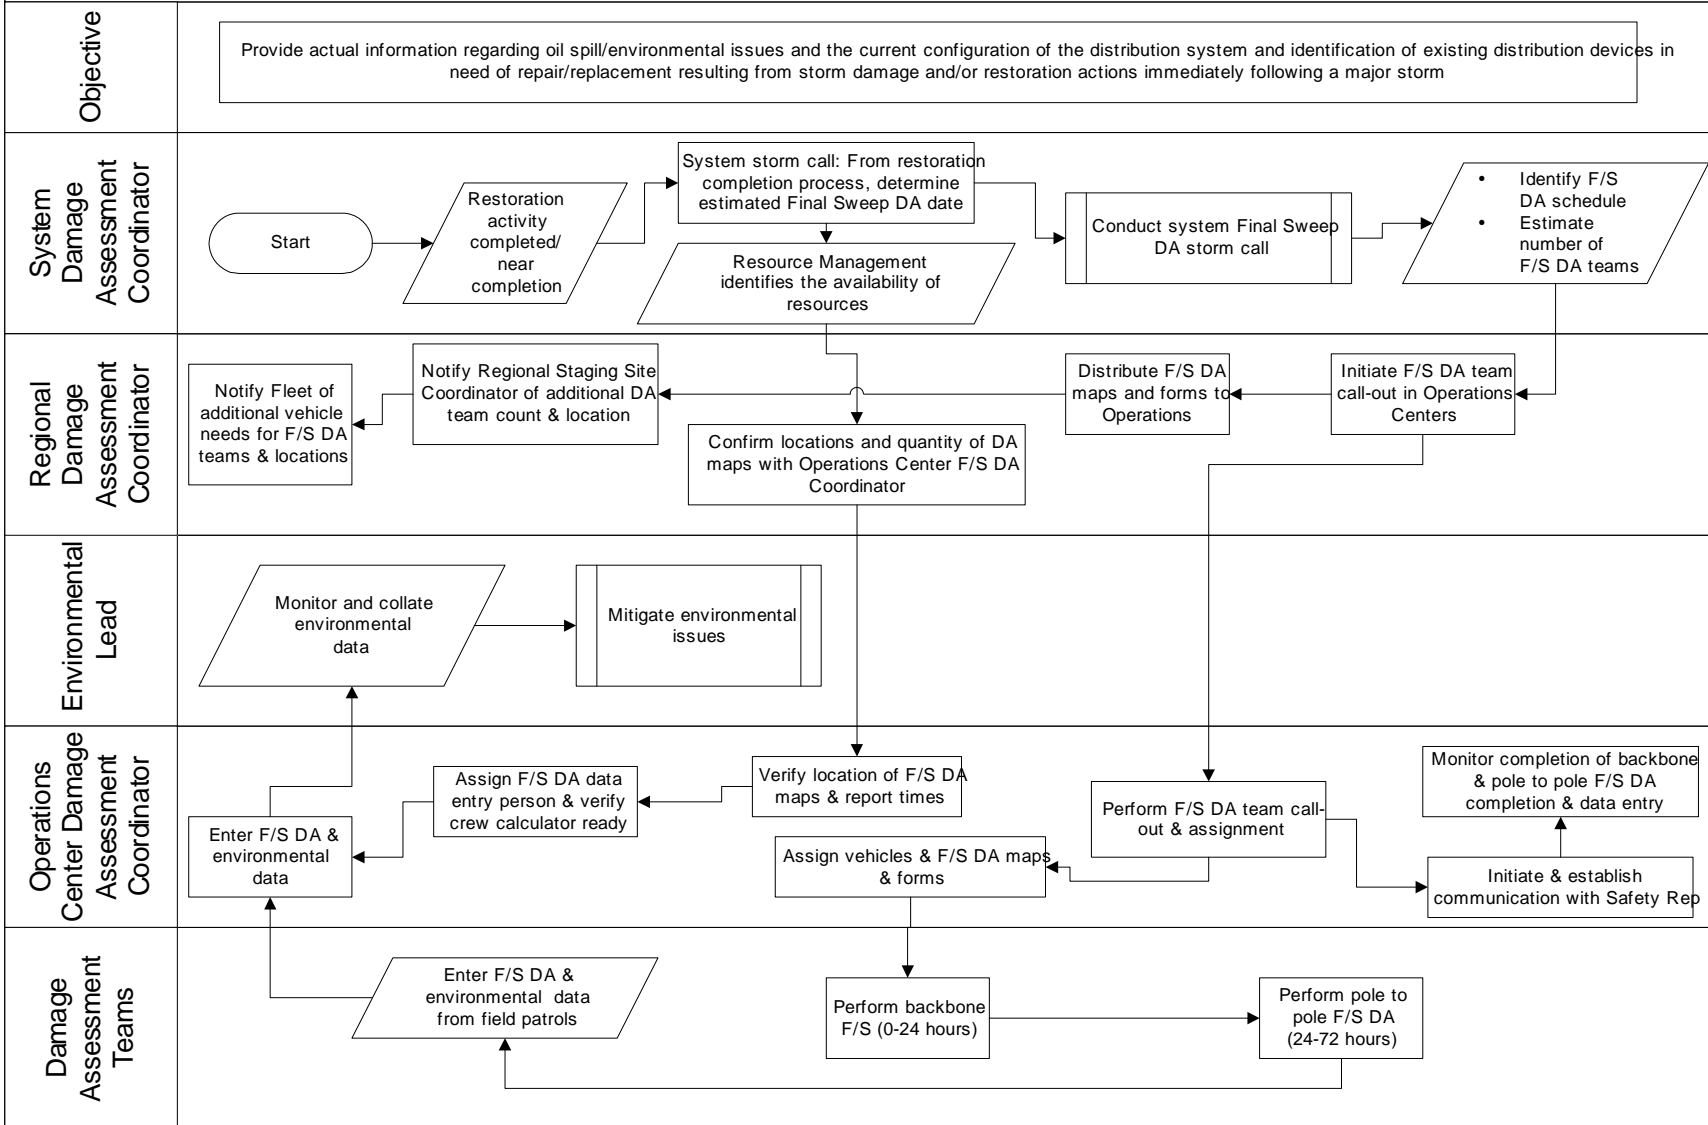 Objective
Provide actual information regarding oil spill/environmental issues and the current configuration of the distribution system and identification of existing distribution devices in
need of repair/replacement resulting from storm damage and/or restoration actions immediately following a major storm
System
Damage
Assessment
Coordinator
Start
Restoration
activity
completed/
near
completion
System storm call: From restoration
completion process, determine
estimated Final Sweep DA date
Resource Management
identifies the availability of
resources
Conduct system Final Sweep
DA storm call
• Identify F/S
DA schedule
• Estimate
number of
F/S DA teams
Regional
Damage
Assessment
Coordinator
Notify Fleet of
additional vehicle
needs for F/S DA
teams & locations
Notify Regional Staging Site
Coordinator of additional DA
team count & location
Confirm locations and quantity of DA
maps with Operations Center F/S DA
Coordinator
Distribute F/S DA
maps and forms to
Operations
Initiate F/S DA team
call-out in Operations
Centers
Environmental
Lead
Monitor and collate
environmental
data
Mitigate environmental
issues
Operations
Center Damage
Assessment
Coordinator
Enter F/S DA &
environmental
data
Assign F/S DA data
entry person & verify
crew calculator ready
Verify location of F/S DA
maps & report times
Assign vehicles & F/S DA maps
& forms
Perform F/S DA team call-
out & assignment
Monitor completion of backbone
& pole to pole F/S DA
completion & data entry
Initiate & establish
communication with Safety Rep
Damage
Assessment
Teams
Enter F/S DA &
environmental data
from field patrols
Perform backbone
F/S (0-24 hours)
Perform pole to
pole F/S DA
(24-72 hours)